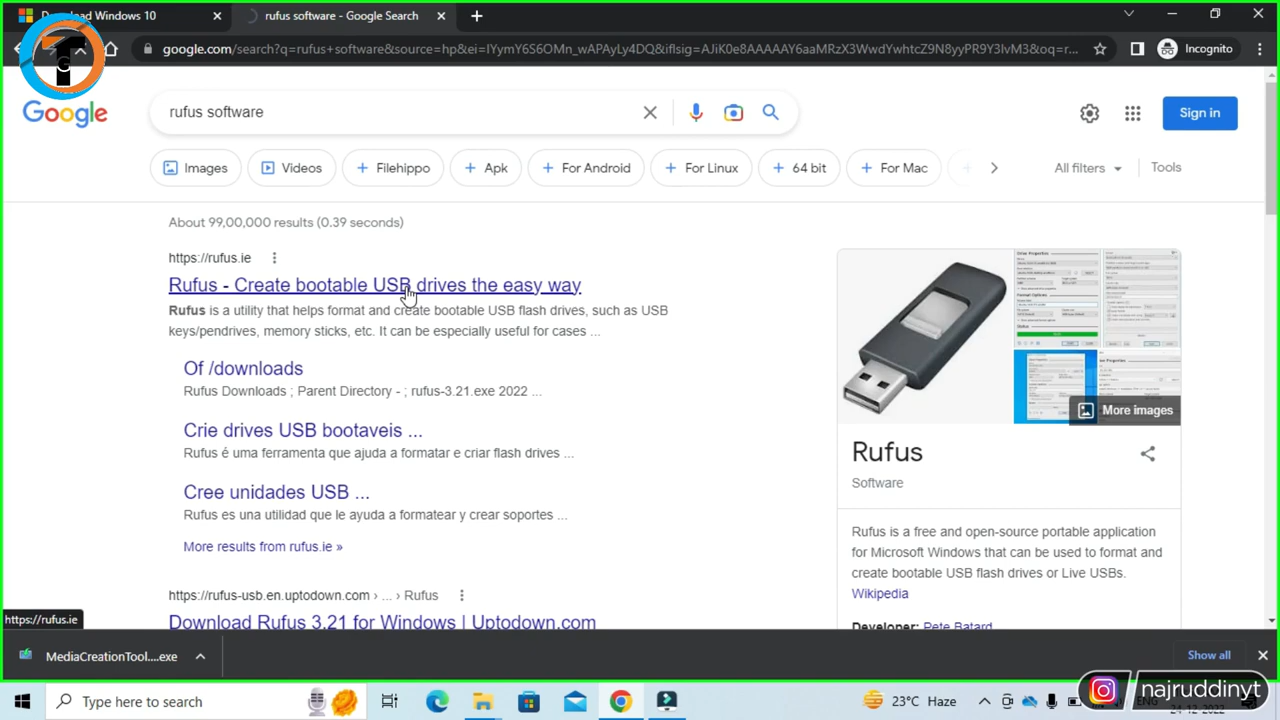 Download Windows 10
rufus software - Google Search
google.com/search?q=rufus+software&source=hp&ei=
Incognito
Google
rufus software
Sign in
Images
Videos
Filehippo
Apk
For Android
For Linux
64 bit
For Mac
All filters
Tools
About 99,00,000 results (0.39 seconds)
https://rufus.ie
Rufus - Create bootable USB drives the easy way
Rufus is a utility that helps format and create bootable USB flash drives, such as USB
keys/pendrives, memory sticks, etc. It can be especially useful for cases ...
Of /downloads
Rufus Downloads ; Parent Directory - ; rufus-3.21.exe 2022 ...
Crie drives USB bootáveis ...
Rufus é uma ferramenta que ajuda a formatar e criar flash drives ...
Cree unidades USB ...
Rufus es una utilidad que le ayuda a formatear y crear soportes ...
More results from rufus.ie »
https://rufus-usb.en.uptodown.com › ... › Rufus
Download Rufus 3.21 for Windows | Uptodown.com
More images
Rufus
Software
Rufus is a free and open-source portable application
for Microsoft Windows that can be used to format and
create bootable USB flash drives or Live USBs.
Wikipedia
Developer: Pete Batard
https://rufus.ie
MediaCreationTool....exe
Show all
Type here to search
23°C Haze
ENG
24-12-2022
najruddinyt